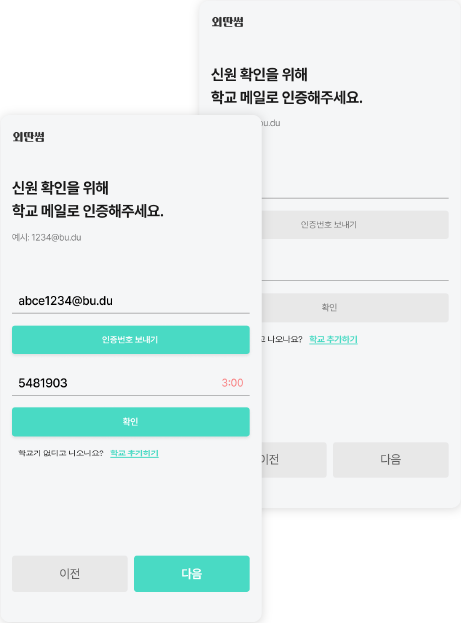 외딴썸
신원 확인을 위해
학교 메일로 인증해주세요.
bu.du
인증번호 보내기
확인
나오나요? 학교 추가하기
이전
다음
외딴썸
신원 확인을 위해
학교 메일로 인증해주세요.
예시: 1234@bu.du
abce1234@bu.du
인증번호 보내기
5481903 3:00
확인
학교가 없다고 나오나요? 학교 추가하기
이전
다음